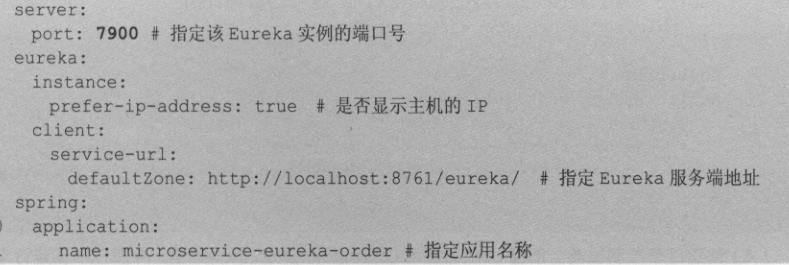 server:
  port: 7900 # 指定该 Eureka 实例的端口号
eureka:
  instance:
    prefer-ip-address: true  # 是否显示主机的 IP
  client:
    service-url:
      defaultZone: http://localhost:8761/eureka/  # 指定 Eureka 服务端地址
spring:
  application:
    name: microservice-eureka-order # 指定应用名称